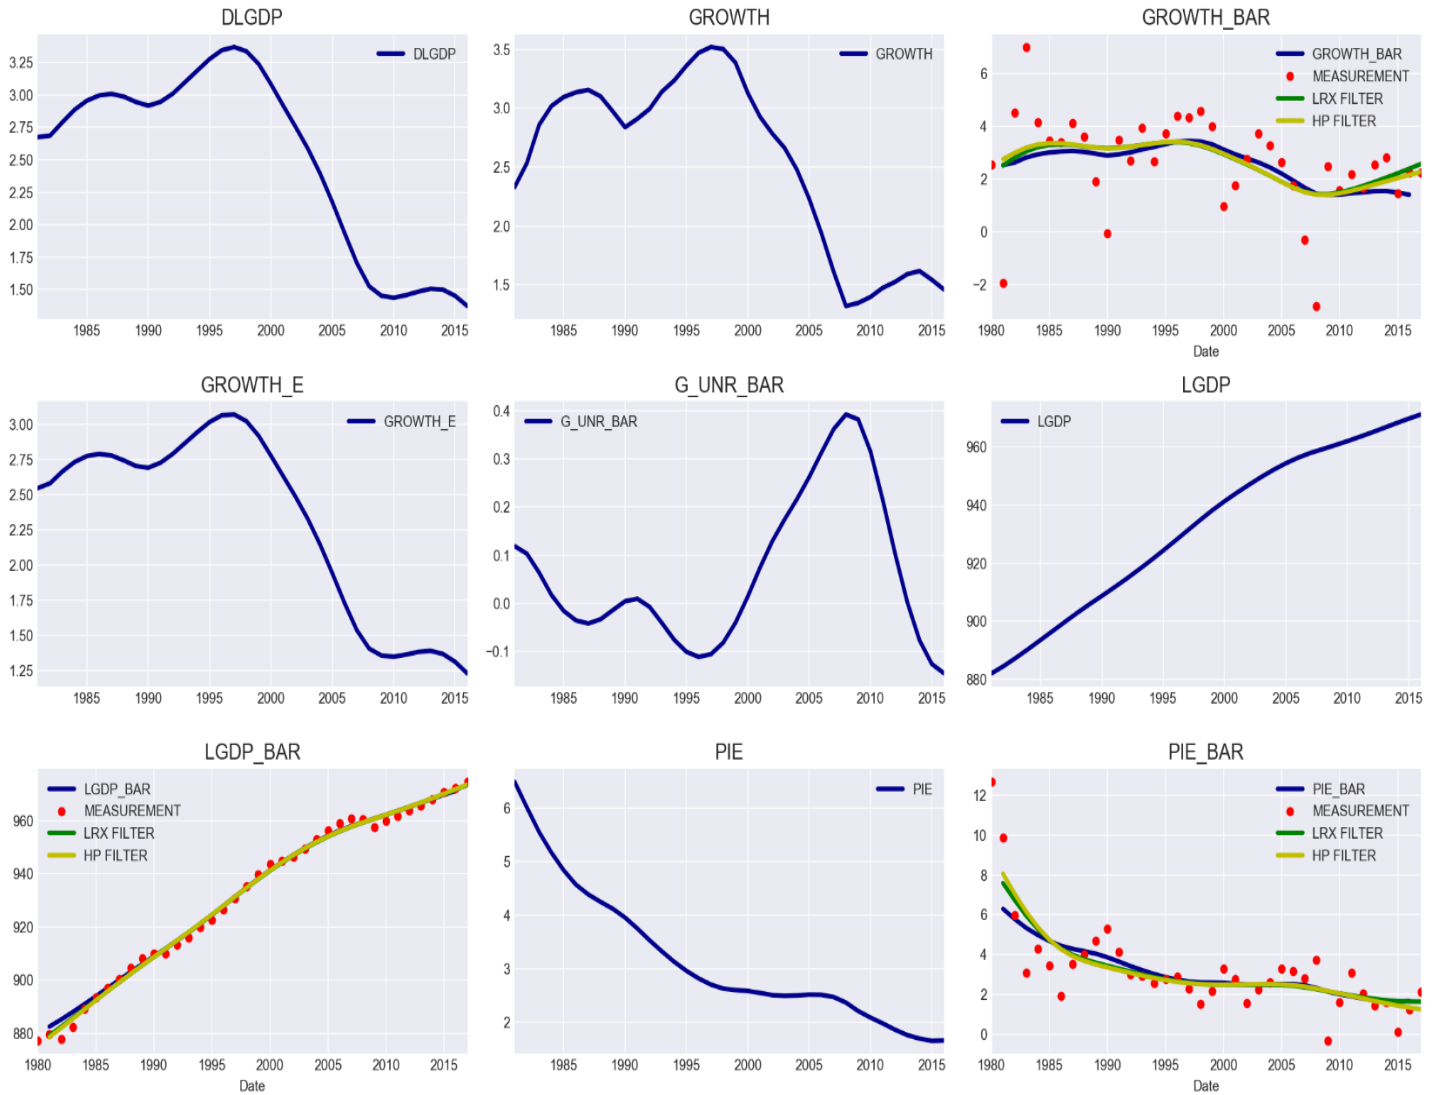 DLGDP
DLGDP
3.25
3.00
2.75
2.50
2.25
2.00
1.75
1.50
1985 1990 1995 2000 2005 2010 2015
GROWTH
GROWTH
3.5
3.0
2.5
2.0
1.5
1985 1990 1995 2000 2005 2010 2015
GROWTH_BAR
GROWTH_BAR
MEASUREMENT
LRX FILTER
HP FILTER
6
4
2
0
−2
1980 1985 1990 1995 2000 2005 2010 2015
Date
GROWTH_E
GROWTH_E
3.00
2.75
2.50
2.25
2.00
1.75
1.50
1.25
1985 1990 1995 2000 2005 2010 2015
G_UNR_BAR
G_UNR_BAR
0.4
0.3
0.2
0.1
0.0
−0.1
1985 1990 1995 2000 2005 2010 2015
LGDP
LGDP
960
940
920
900
880
1985 1990 1995 2000 2005 2010 2015
LGDP_BAR
LGDP_BAR
MEASUREMENT
LRX FILTER
HP FILTER
960
940
920
900
880
1980 1985 1990 1995 2000 2005 2010 2015
Date
PIE
PIE
6
5
4
3
2
1985 1990 1995 2000 2005 2010 2015
PIE_BAR
PIE_BAR
MEASUREMENT
LRX FILTER
HP FILTER
12
10
8
6
4
2
0
1980 1985 1990 1995 2000 2005 2010 2015
Date